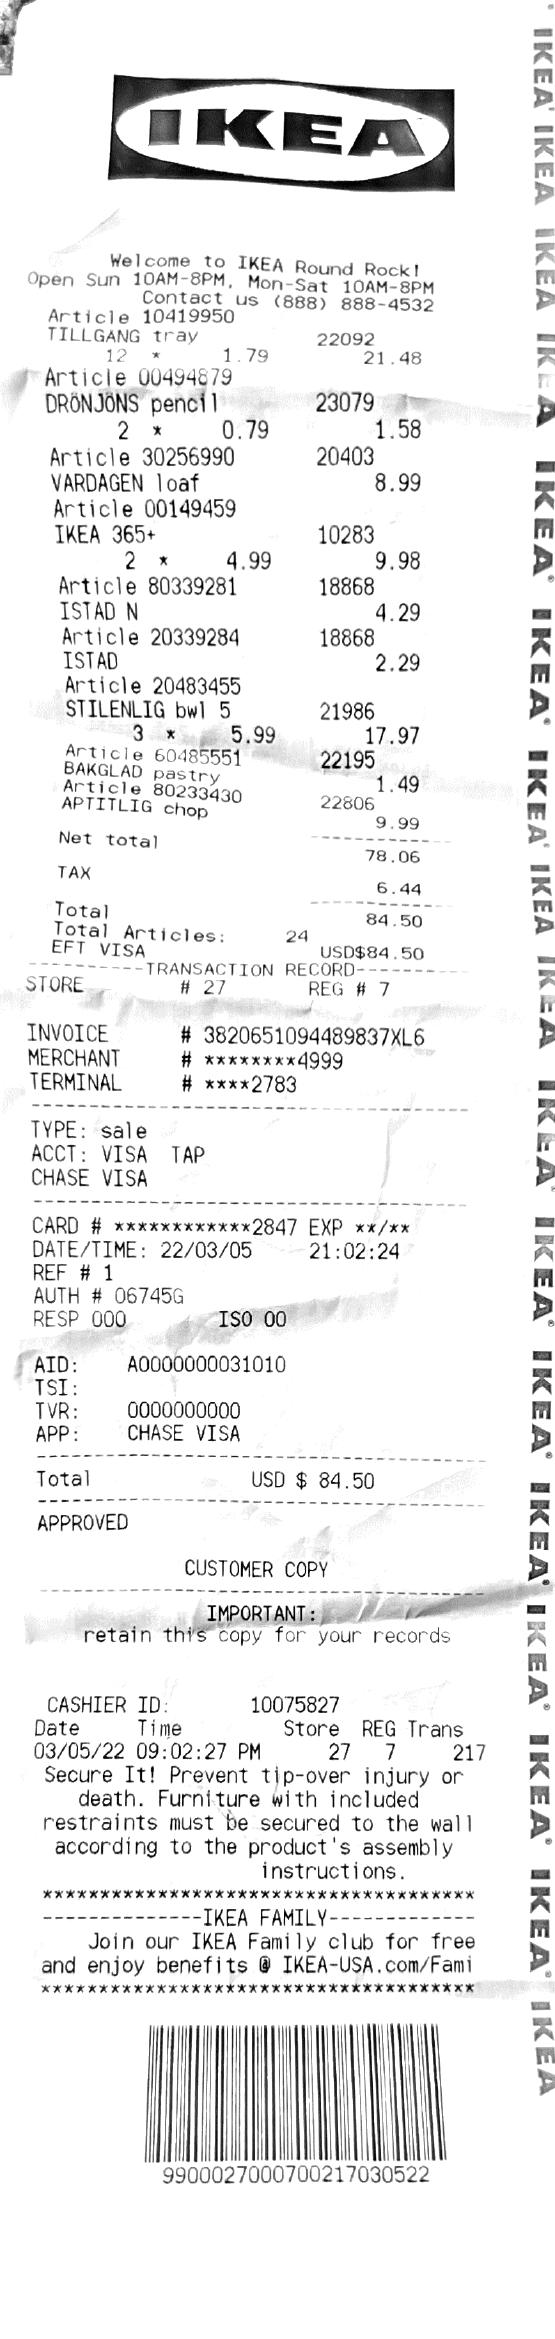 IKEA
Welcome to IKEA Round Rock!
Open Sun 10AM-8PM, Mon-Sat 10AM-8PM
Contact us (888) 888-4532
Article 10419950
TILLGANG tray 22092
12 * 1.79 21.48
Article 00494879
DRÖNJÖNS pencil 23079
2 * 0.79 1.58
Article 30256990 20403
VARDAGEN loaf 8.99
Article 00149459
IKEA 365+ 10283
2 * 4.99 9.98
Article 80339281 18868
ISTAD N 4.29
Article 20339284 18868
ISTAD 2.29
Article 20483455
STILENLIG bwl 5 21986
3 * 5.99 17.97
Article 60485551 22195
BAKGLAD pastry 1.49
Article 80233430 22806
APTITLIG chop 9.99
Net total 78.06
TAX 6.44
Total 84.50
Total Articles: 24
EFT VISA USD$84.50
----------TRANSACTION RECORD----------
STORE # 27 REG # 7
INVOICE # 3820651094489837XL6
MERCHANT # ********4999
TERMINAL # ****2783
TYPE: sale
ACCT: VISA TAP
CHASE VISA
CARD # ************2847 EXP **/**
DATE/TIME: 22/03/05 21:02:24
REF # 1
AUTH # 06745G
RESP 000 ISO 00
AID: A0000000031010
TSI:
TVR: 0000000000
APP: CHASE VISA
Total USD $ 84.50
APPROVED
CUSTOMER COPY
IMPORTANT:
retain this copy for your records
CASHIER ID: 10075827
Date Time Store REG Trans
03/05/22 09:02:27 PM 27 7 217
Secure It! Prevent tip-over injury or
death. Furniture with included
restraints must be secured to the wall
according to the product's assembly
instructions.
**************************************
--------------IKEA FAMILY-------------
Join our IKEA Family club for free
and enjoy benefits @ IKEA-USA.com/Fami
**************************************
99000270007002170305​22
IKEA IKEA IKEA IKEA IKEA IKEA IKEA IKEA IKEA IKEA IKEA IKEA IKEA IKEA IKEA IKEA IKEA IKEA